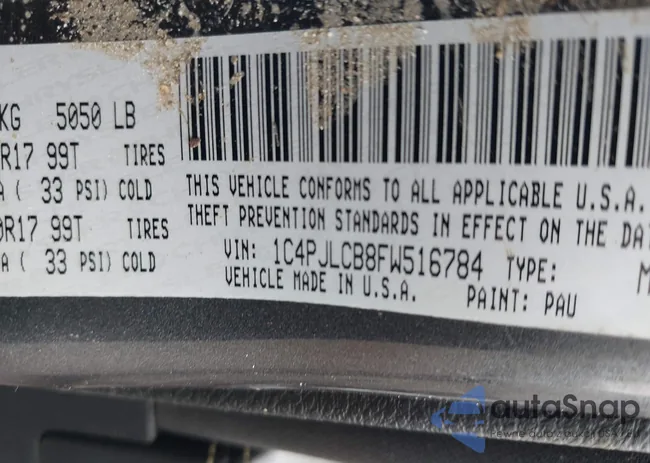 KG 5050 LB
R17 99T TIRES
A ( 33 PSI) COLD
0R17 99T TIRES
A ( 33 PSI) COLD
THIS VEHICLE CONFORMS TO ALL APPLICABLE U.S.A.
THEFT PREVENTION STANDARDS IN EFFECT ON THE DA
VIN: 1C4PJLCB8FW516784 TYPE: M
VEHICLE MADE IN U.S.A. PAINT: PAU
autoSnap